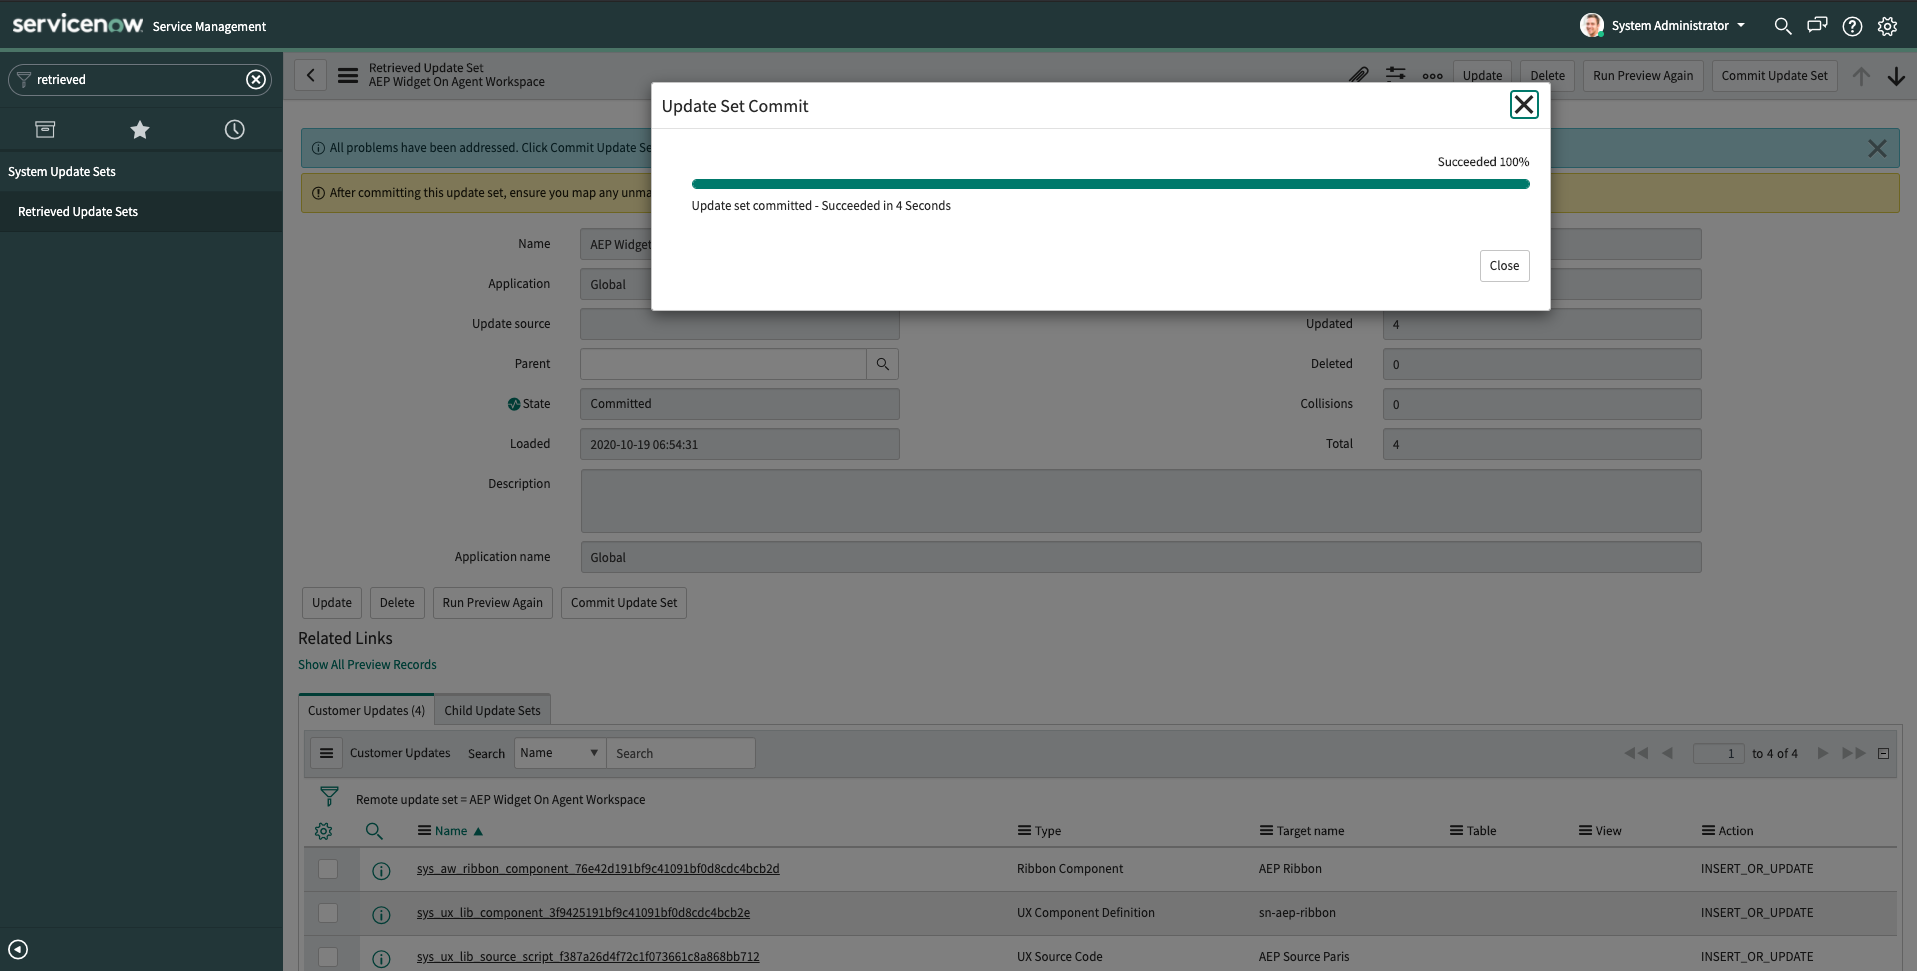 servicenow Service Management
System Administrator
retrieved
System Update Sets
Retrieved Update Sets
Retrieved Update Set
AEP Widget On Agent Workspace
Update
Delete
Run Preview Again
Commit Update Set
All problems have been addressed. Click Commit Update Se
After committing this update set, ensure you map any unma
Update Set Commit
Succeeded 100%
Update set committed - Succeeded in 4 Seconds
Close
Name AEP Widget
Application Global
Update source
Updated 4
Parent
Deleted 0
State Committed
Collisions 0
Loaded 2020-10-19 06:54:31
Total 4
Description
Application name Global
Update Delete Run Preview Again Commit Update Set
Related Links
Show All Preview Records
Customer Updates (4) Child Update Sets
Customer Updates Search Name Search 1 to 4 of 4
Remote update set = AEP Widget On Agent Workspace
Name Type Target name Table View Action
sys_aw_ribbon_component_76e42d191bf9c41091bf0d8cdc4bcb2d Ribbon Component AEP Ribbon INSERT_OR_UPDATE
sys_ux_lib_component_3f9425191bf9c41091bf0d8cdc4bcb2e UX Component Definition sn-aep-ribbon INSERT_OR_UPDATE
sys_ux_lib_source_script_f387a26d4f72c1f073661c8a868bb712 UX Source Code AEP Source Paris INSERT_OR_UPDATE